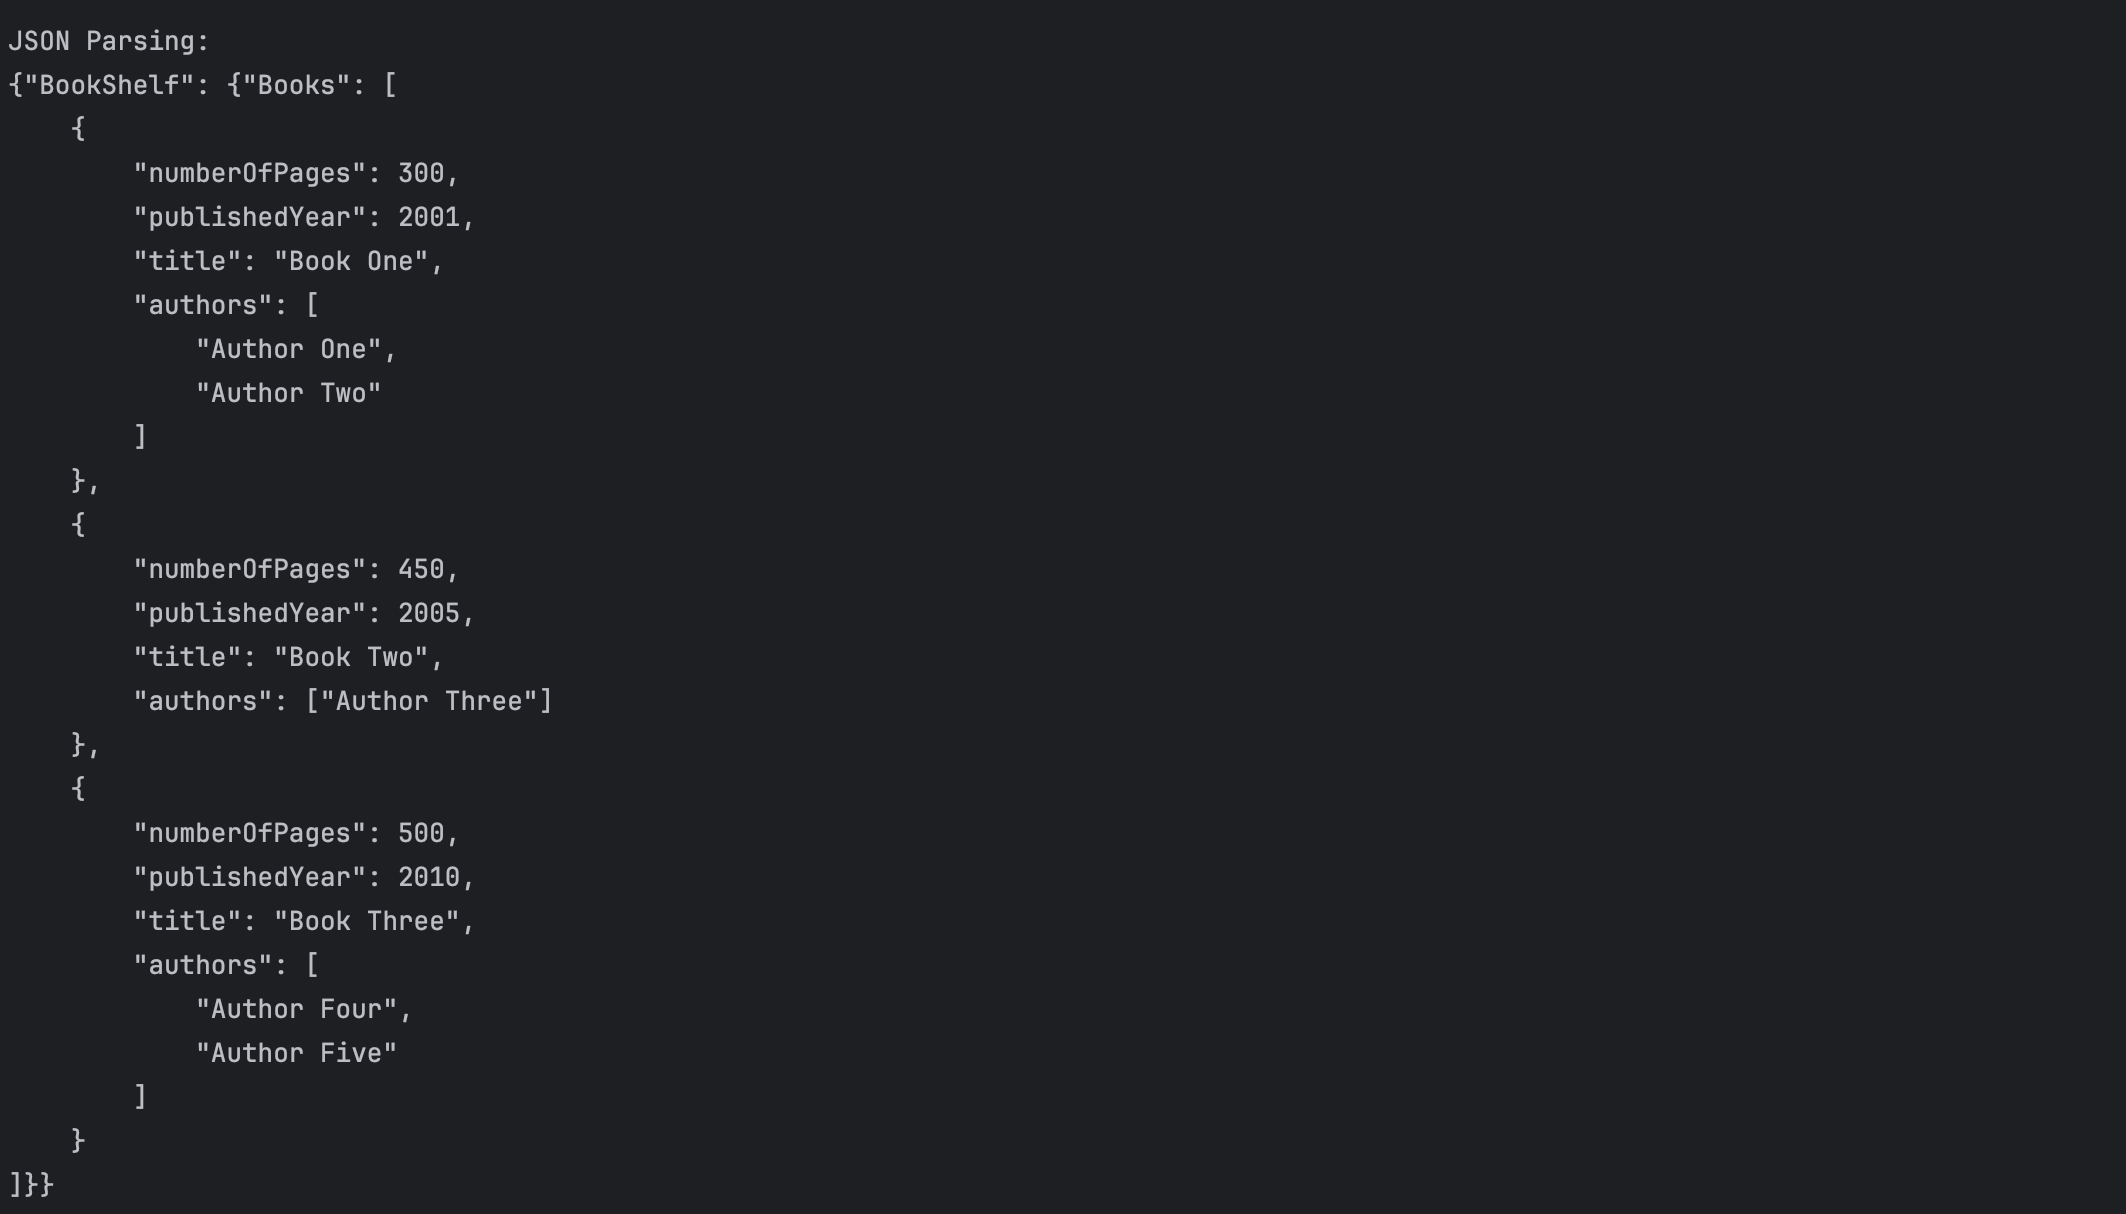 JSON Parsing:
{"BookShelf": {"Books": [
    {
        "numberOfPages": 300,
        "publishedYear": 2001,
        "title": "Book One",
        "authors": [
            "Author One",
            "Author Two"
        ]
    },
    {
        "numberOfPages": 450,
        "publishedYear": 2005,
        "title": "Book Two",
        "authors": ["Author Three"]
    },
    {
        "numberOfPages": 500,
        "publishedYear": 2010,
        "title": "Book Three",
        "authors": [
            "Author Four",
            "Author Five"
        ]
    }
]}}